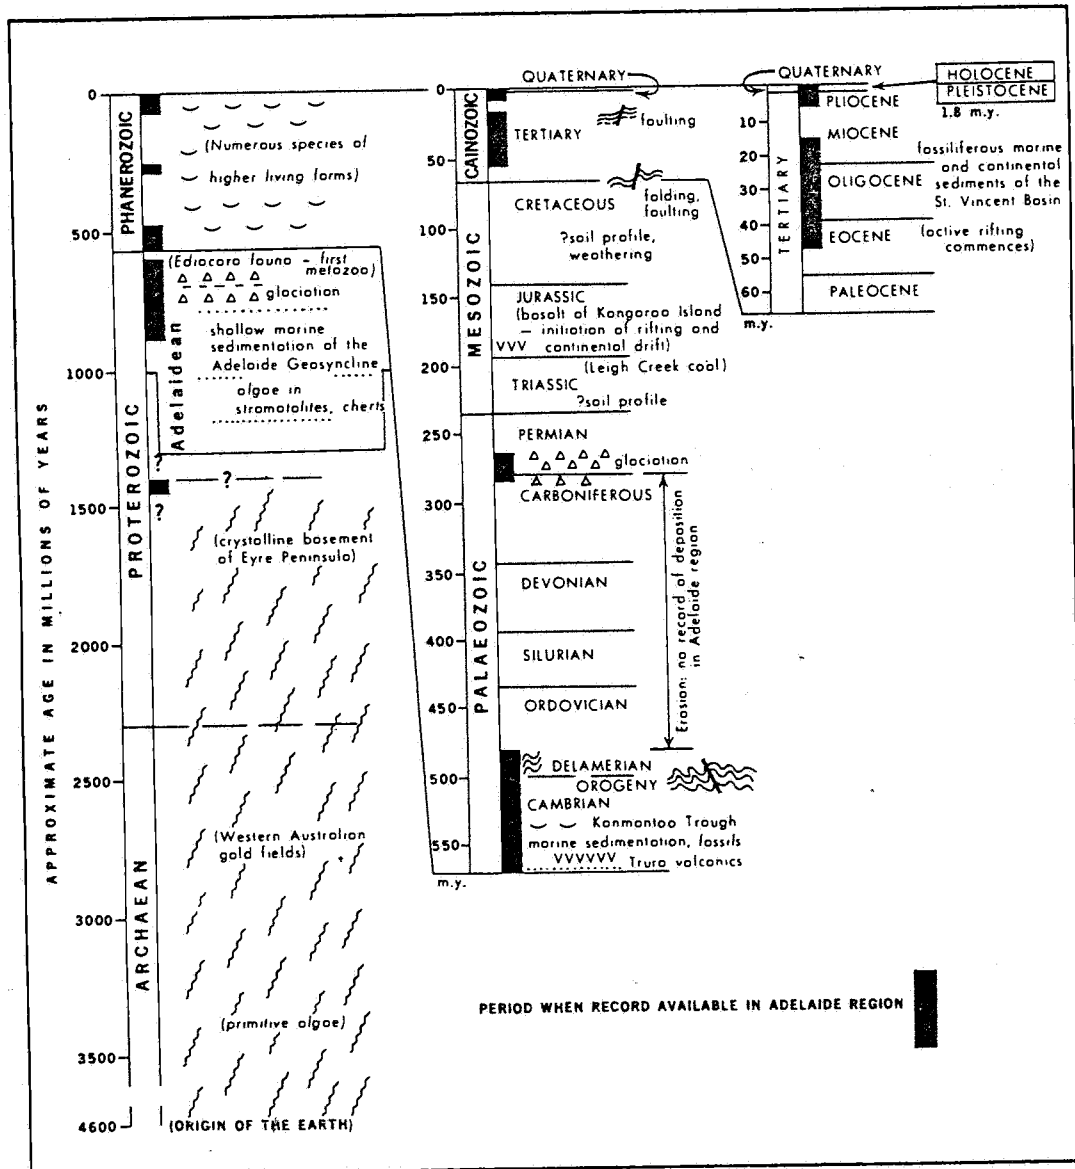 APPROXIMATE AGE IN MILLIONS OF YEARS
0
500
1000
1500
2000
2500
3000
3500
4600
PHANEROZOIC
PROTEROZOIC
ARCHAEAN
(Numerous species of
higher living forms)
(Ediacara fauna - first
metazoa)
glaciation
Adelaidean
shallow marine
sedimentation of the
Adelaide Geosyncline
algae in
stromatolites, cherts
?
?
?
(crystalline basement
of Eyre Peninsula)
(Western Australian
gold fields)
(primitive algae)
(ORIGIN OF THE EARTH)
0
50
100
150
200
250
300
350
400
450
500
550
m.y.
CAINOZOIC
MESOZOIC
PALAEOZOIC
QUATERNARY
TERTIARY
faulting
CRETACEOUS
folding,
faulting
?soil profile,
weathering
JURASSIC
(basalt of Kangaroo Island
– initiation of rifting and
VVV continental drift)
(Leigh Creek coal)
TRIASSIC
?soil profile
PERMIAN
glaciation
CARBONIFEROUS
DEVONIAN
SILURIAN
ORDOVICIAN
Erosion: no record of deposition
in Adelaide region
DELAMERIAN
OROGENY
CAMBRIAN
Kanmantoo Trough
marine sedimentation, fossils
VVVVVV Truro volcanics
QUATERNARY
HOLOCENE
PLEISTOCENE
1.8 m.y.
10
20
30
40
50
60
m.y.
TERTIARY
PLIOCENE
MIOCENE
fossiliferous marine
and continental
sediments of the
St. Vincent Basin
OLIGOCENE
EOCENE
(active rifting
commences)
PALEOCENE
PERIOD WHEN RECORD AVAILABLE IN ADELAIDE REGION